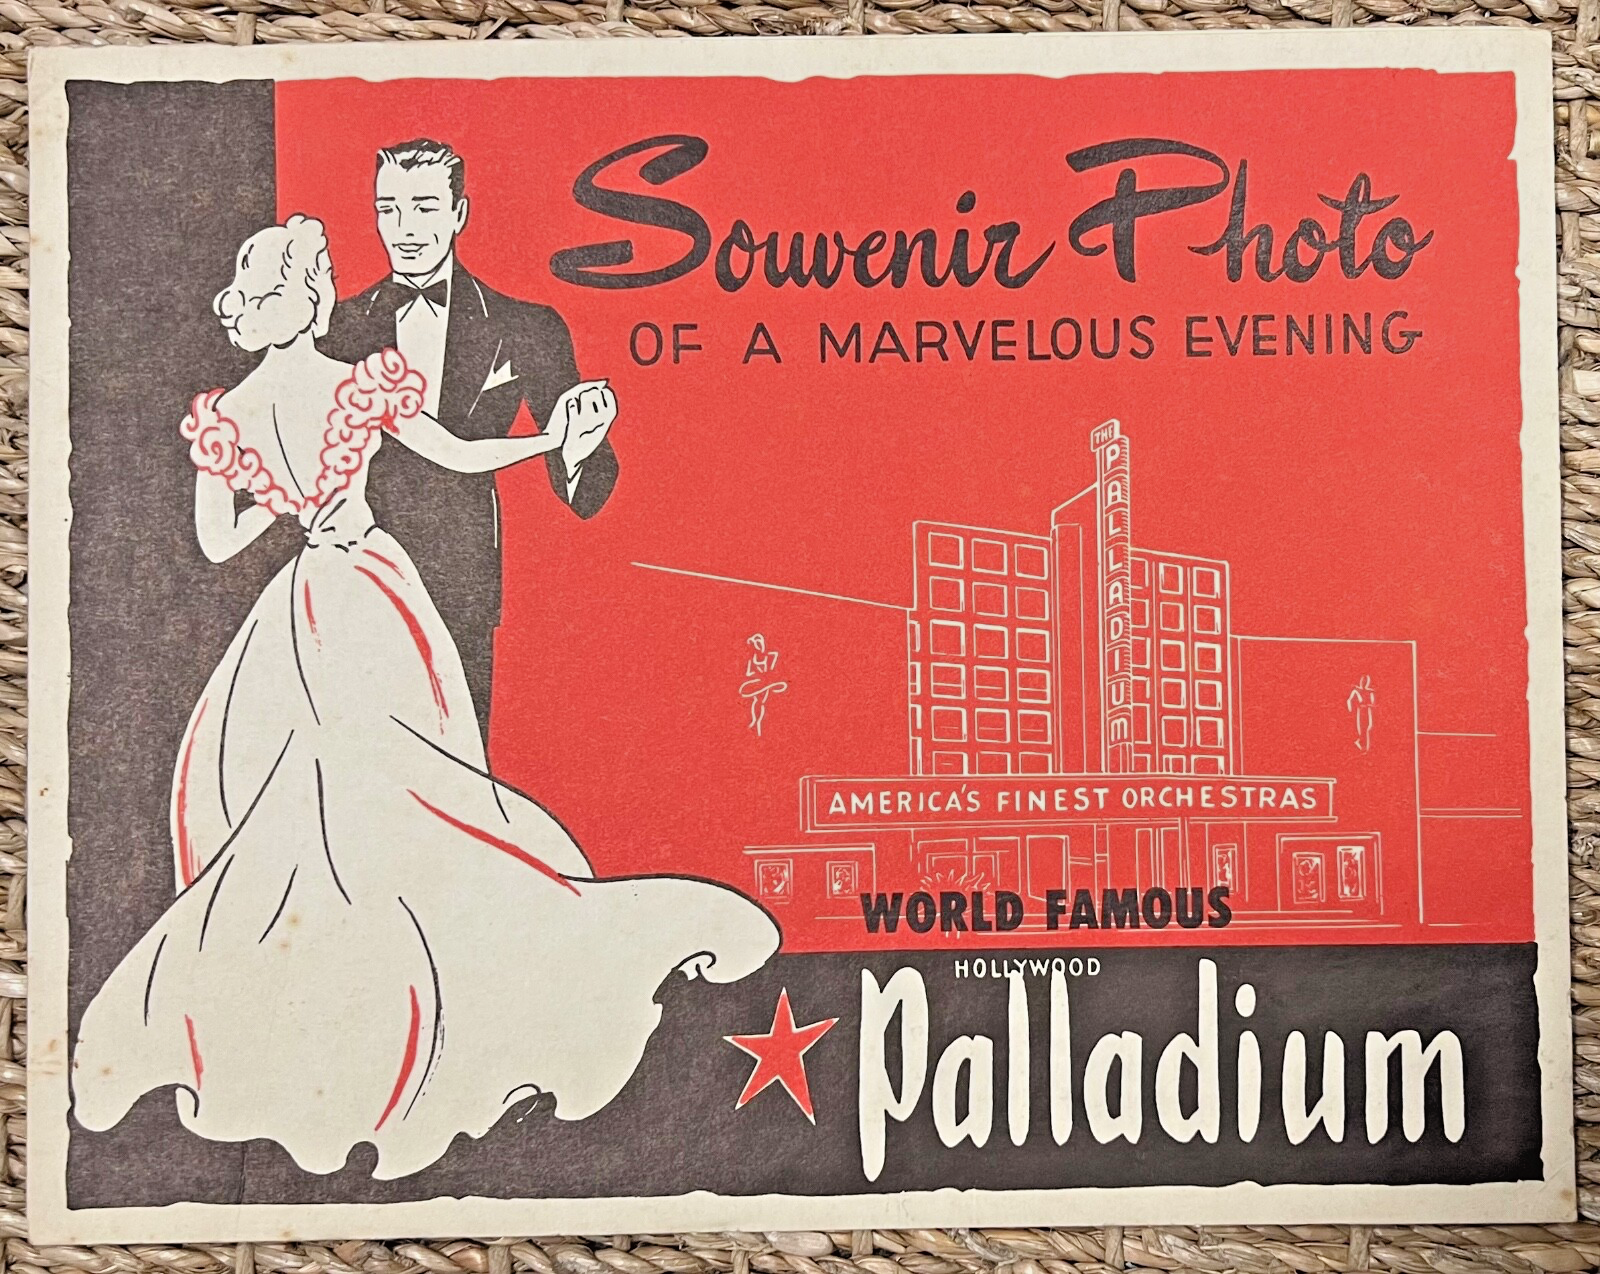 Souvenir Photo
OF A MARVELOUS EVENING
THE
PALLADIUM
AMERICA'S FINEST ORCHESTRAS
WORLD FAMOUS
HOLLYWOOD
Palladium